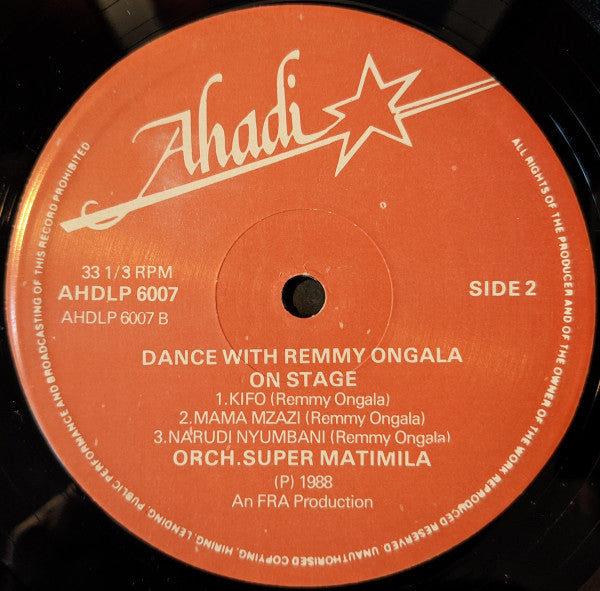 Ahadi
33 1/3 RPM
AHDLP 6007
AHDLP 6007 B
SIDE 2
DANCE WITH REMMY ONGALA
ON STAGE
1.KIFO (Remmy Ongala)
2.MAMA MZAZI (Remmy Ongala)
3.NARUDI NYUMBANI (Remmy Ongala)
ORCH.SUPER MATIMILA
(P) 1988
An FRA Production
ALL RIGHTS OF THE PRODUCER AND OF THE OWNER OF THE WORK REPRODUCED RESERVED. UNAUTHORISED COPYING, HIRING, LENDING, PUBLIC PERFORMANCE AND BROADCASTING OF THIS RECORD PROHIBITED